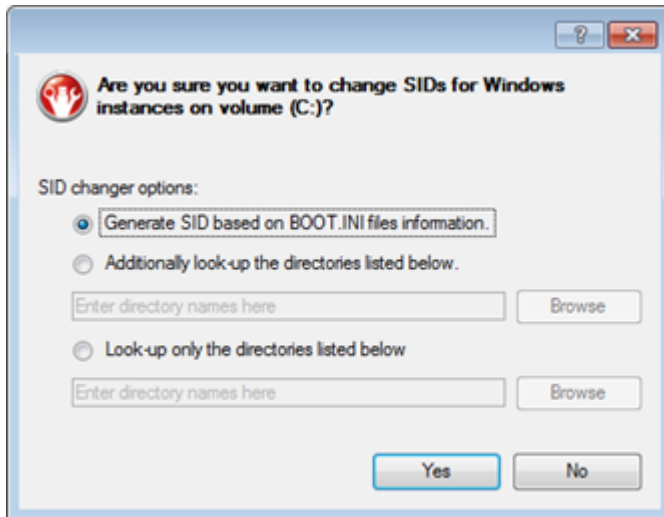 ?
Are you sure you want to change SIDs for Windows
instances on volume (C:)?
SID changer options:
Generate SID based on BOOT.INI files information.
Additionally look-up the directories listed below.
Enter directory names here
Browse
Look-up only the directories listed below
Enter directory names here
Browse
Yes
No